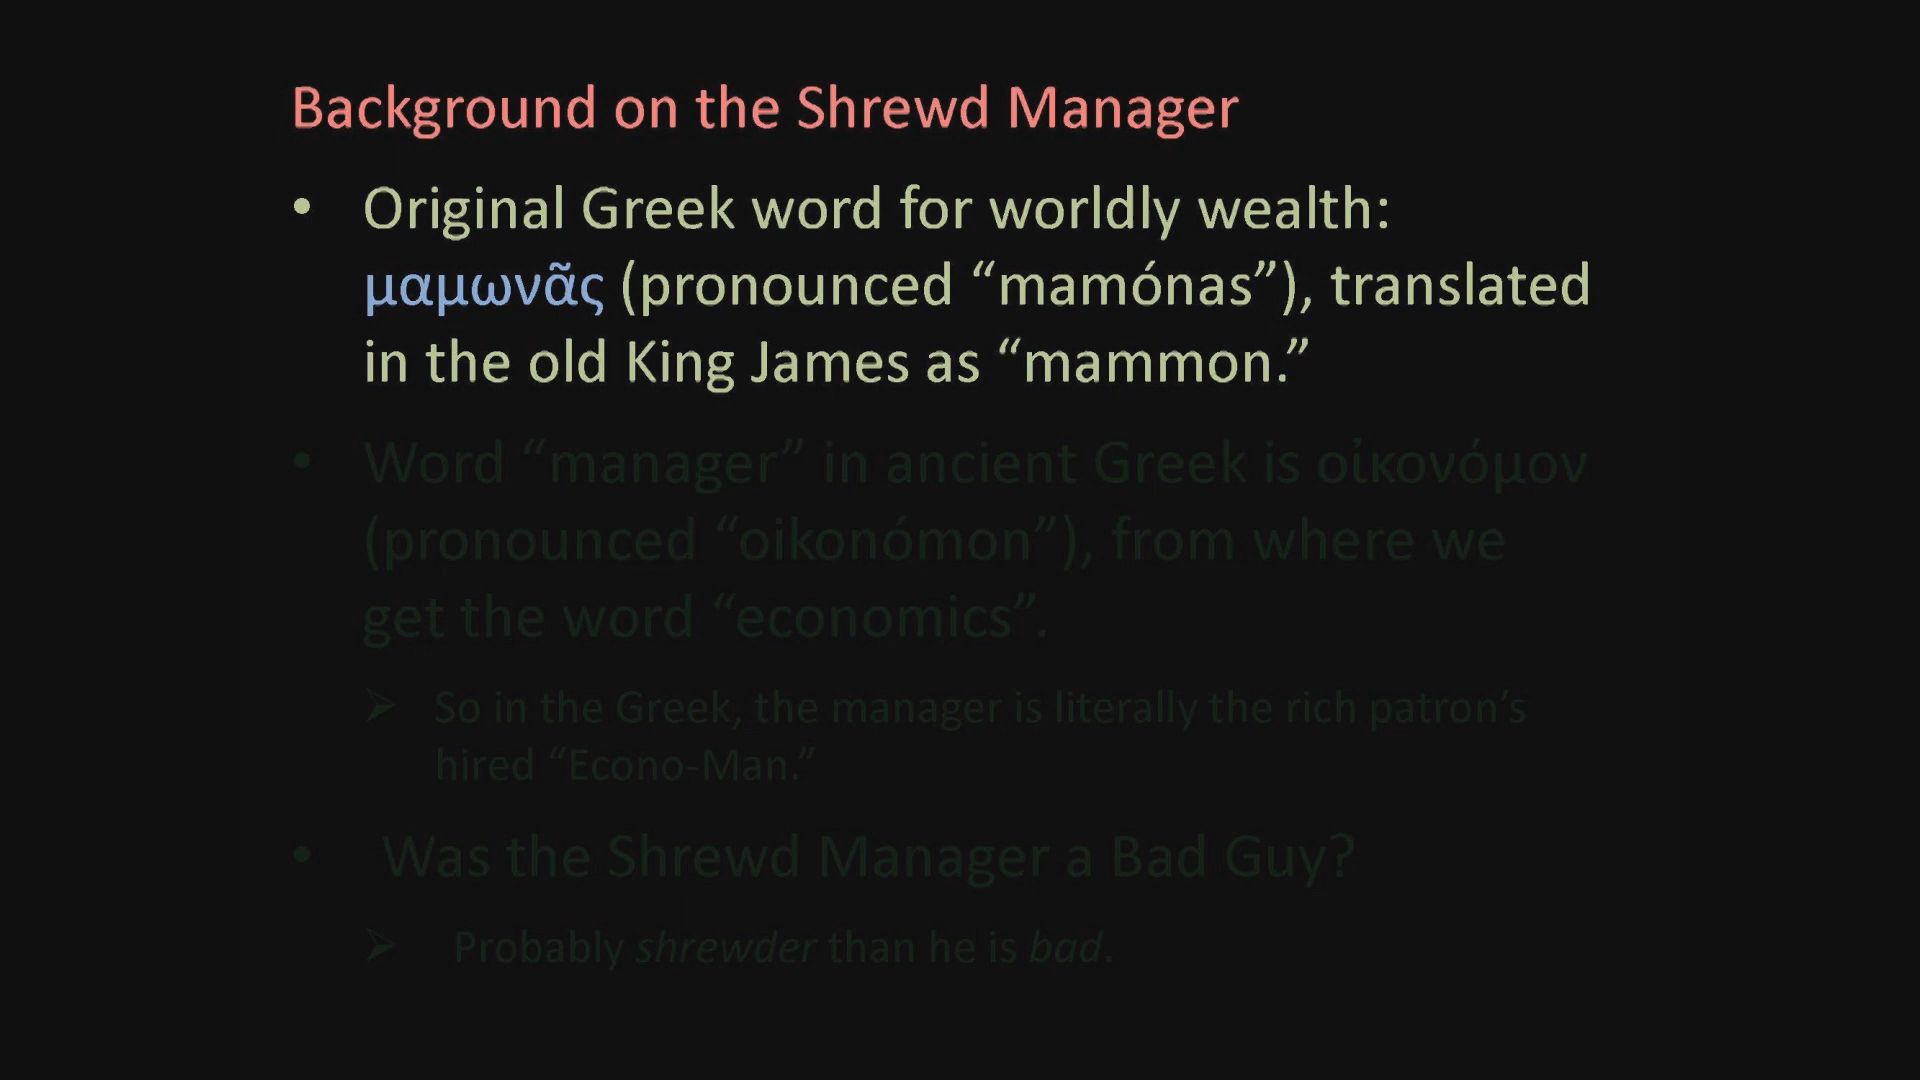 Background on the Shrewd Manager
• Original Greek word for worldly wealth:
μαμωνᾶς (pronounced “mamónas”), translated
in the old King James as “mammon.”
• Word “manager” in ancient Greek is οἰκονόμον
(pronounced “oikonómon”), from where we
get the word “economics”.
➢ So in the Greek, the manager is literally the rich patron’s
hired “Econo-Man.”
• Was the Shrewd Manager a Bad Guy?
➢ Probably shrewder than he is bad.